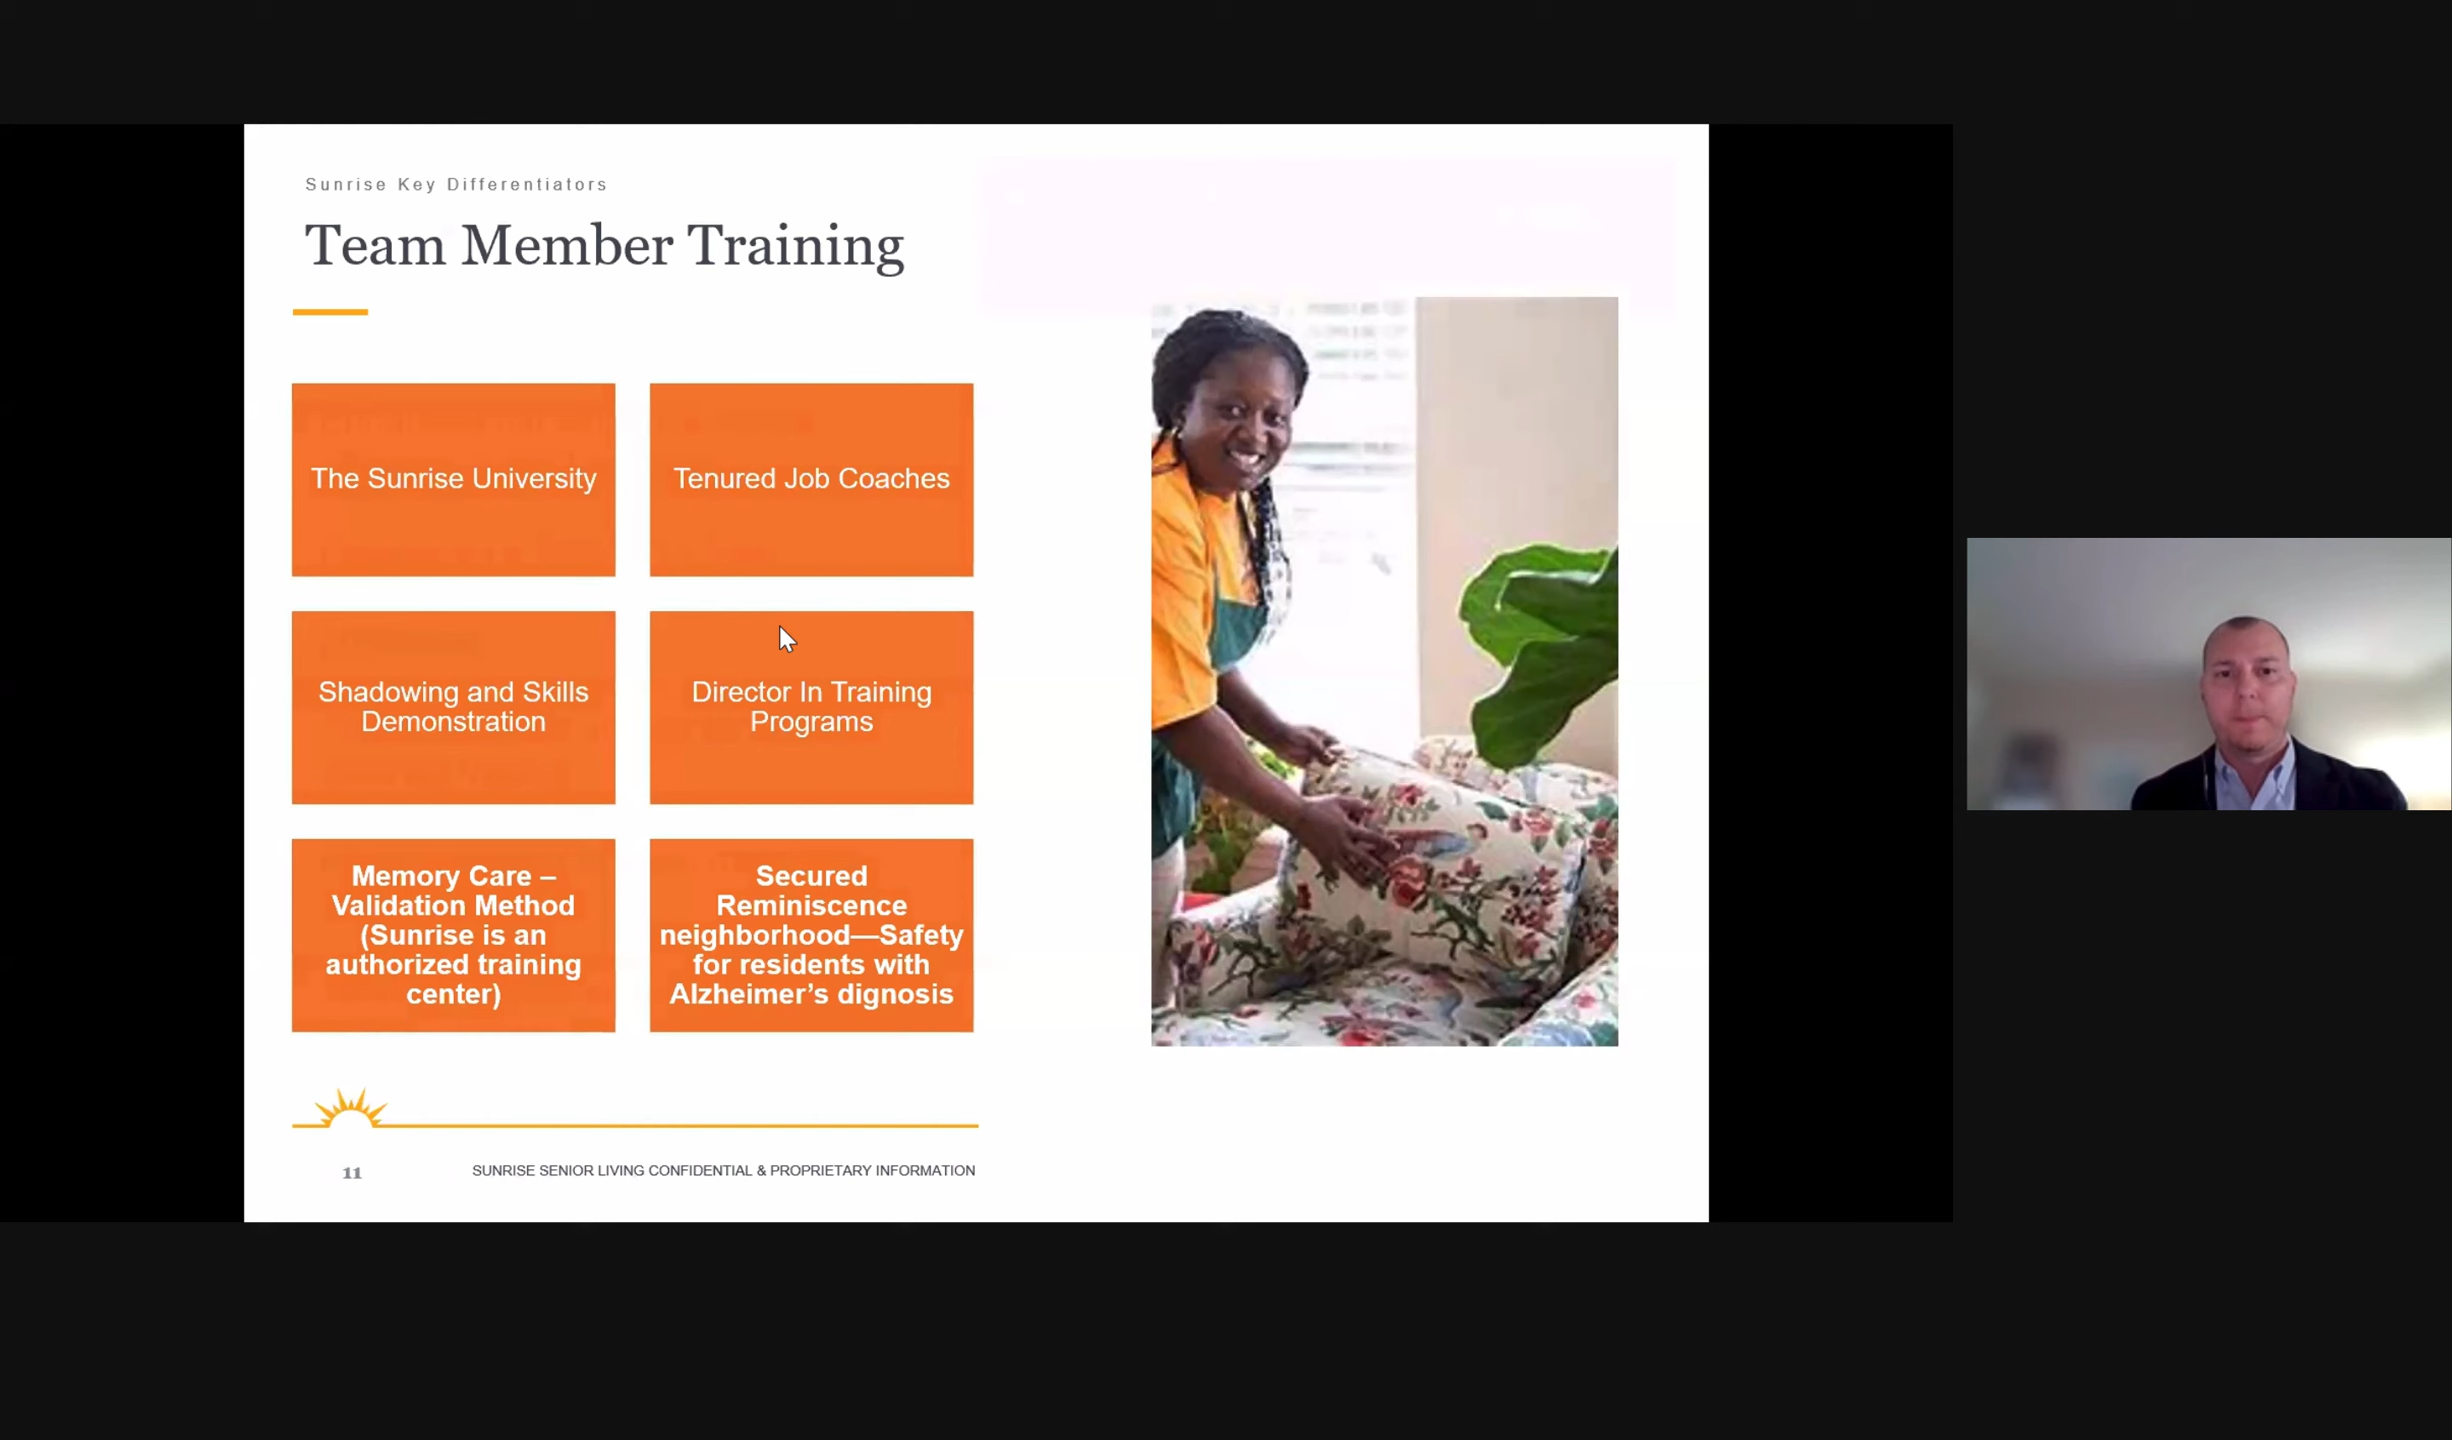 Sunrise Key Differentiators
Team Member Training
The Sunrise University
Tenured Job Coaches
Shadowing and Skills
Demonstration
Director In Training
Programs
Memory Care –
Validation Method
(Sunrise is an
authorized training
center)
Secured
Reminiscence
neighborhood—Safety
for residents with
Alzheimer’s dignosis
11
SUNRISE SENIOR LIVING CONFIDENTIAL & PROPRIETARY INFORMATION